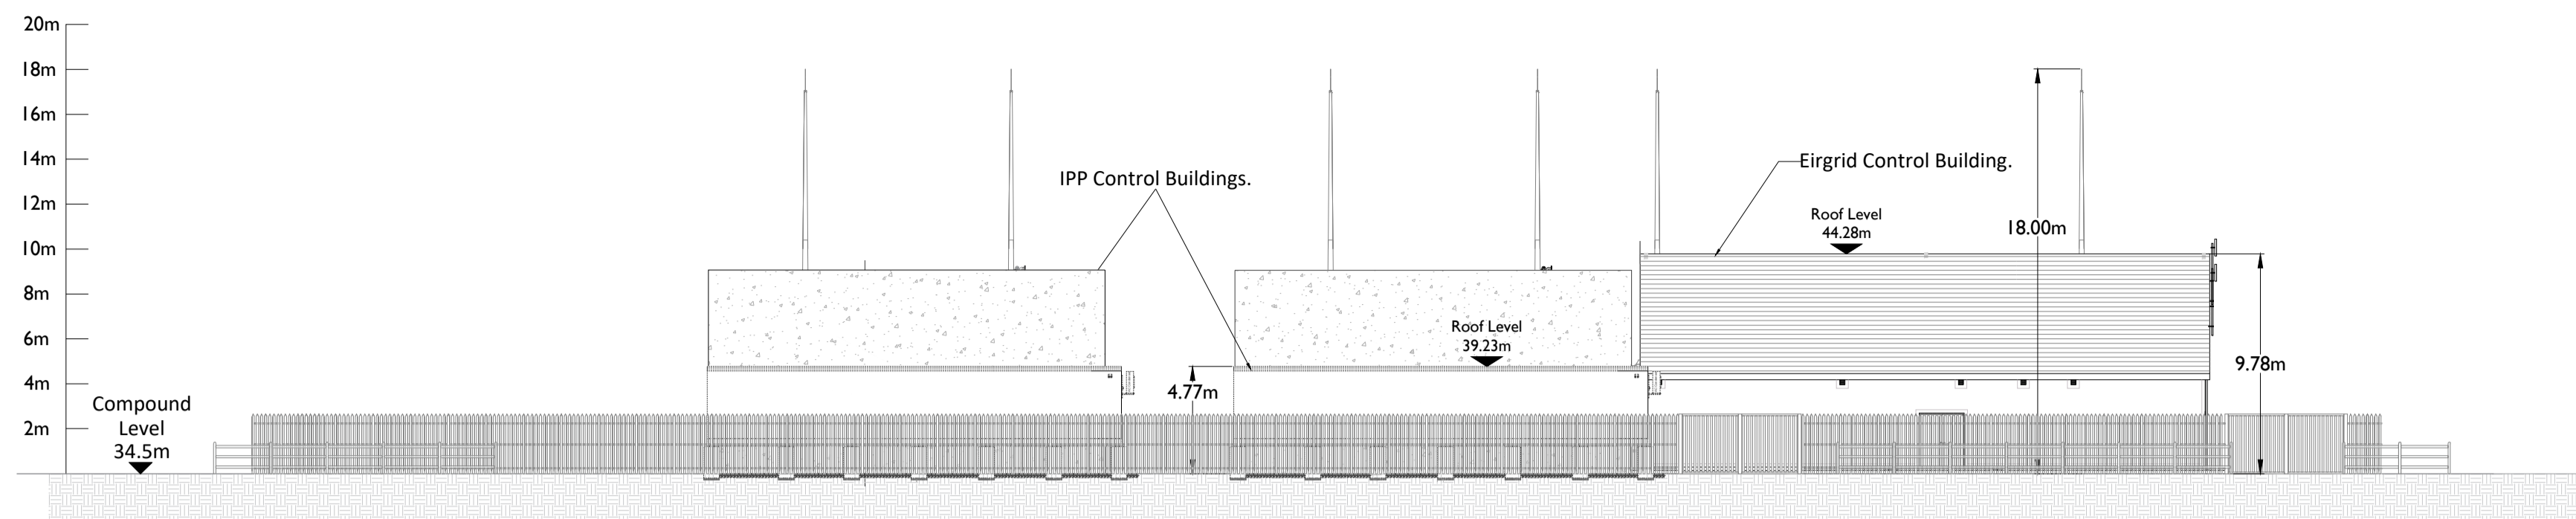 20m
18m
16m
14m
12m
10m
8m
6m
4m
2m
Compound
Level
34.5m
IPP Control Buildings.
4.77m
Roof Level
39.23m
Eirgrid Control Building.
Roof Level
44.28m
18.00m
9.78m